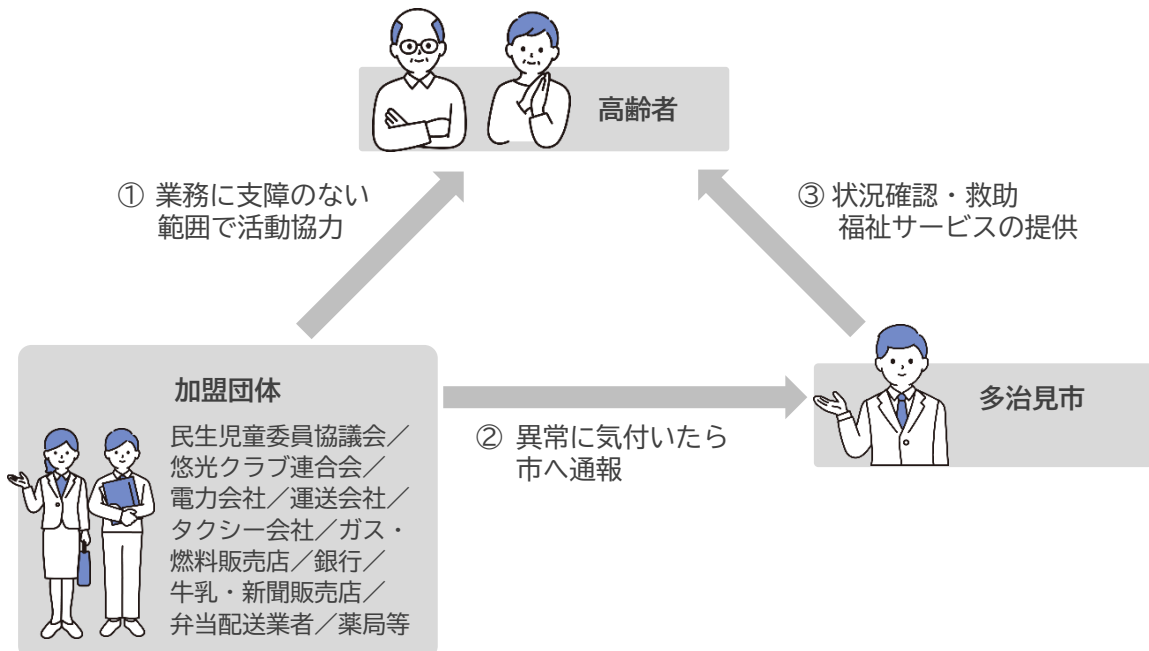 高齢者
① 業務に支障のない
範囲で活動協力
③ 状況確認・救助
福祉サービスの提供
加盟団体
民生児童委員協議会／
悠光クラブ連合会／
電力会社／運送会社／
タクシー会社／ガス・
燃料販売店／銀行／
牛乳・新聞販売店／
弁当配送業者／薬局等
② 異常に気付いたら
市へ通報
多治見市